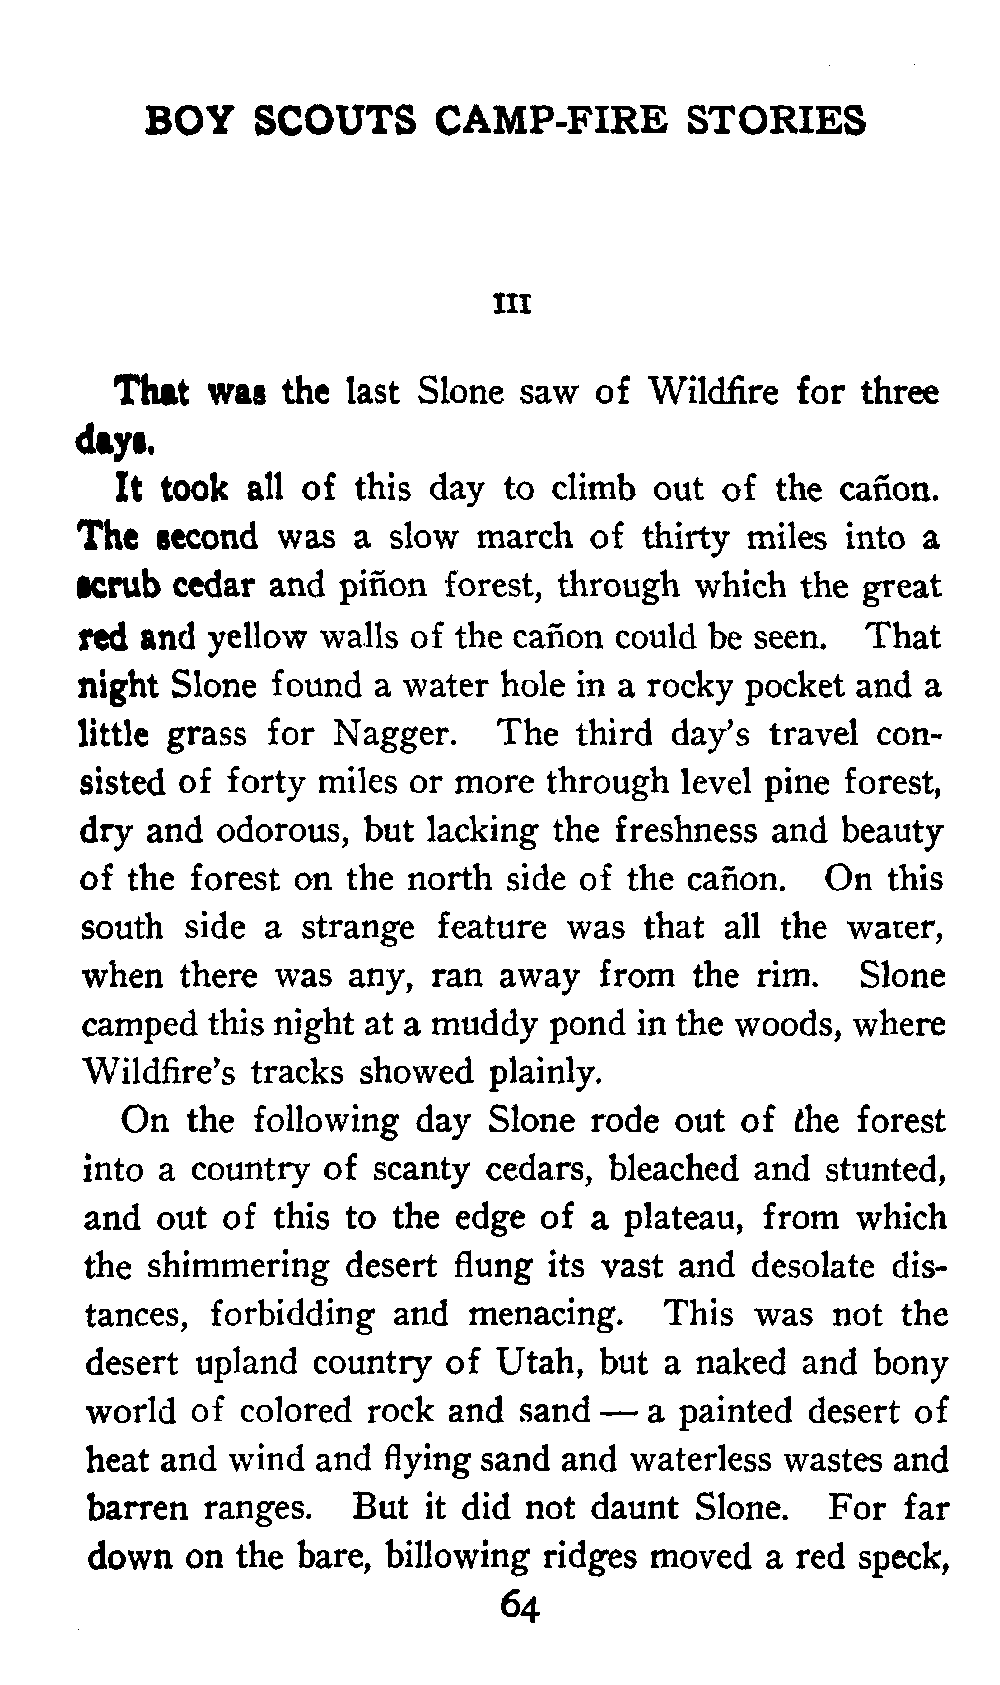 BOY SCOUTS CAMP-FIRE STORIES
III
That was the last Slone saw of Wildfire for three
days.
It took all of this day to climb out of the cañon.
The second was a slow march of thirty miles into a
scrub cedar and piñon forest, through which the great
red and yellow walls of the cañon could be seen. That
night Slone found a water hole in a rocky pocket and a
little grass for Nagger. The third day's travel con-
sisted of forty miles or more through level pine forest,
dry and odorous, but lacking the freshness and beauty
of the forest on the north side of the cañon. On this
south side a strange feature was that all the water,
when there was any, ran away from the rim. Slone
camped this night at a muddy pond in the woods, where
Wildfire's tracks showed plainly.
On the following day Slone rode out of the forest
into a country of scanty cedars, bleached and stunted,
and out of this to the edge of a plateau, from which
the shimmering desert flung its vast and desolate dis-
tances, forbidding and menacing. This was not the
desert upland country of Utah, but a naked and bony
world of colored rock and sand — a painted desert of
heat and wind and flying sand and waterless wastes and
barren ranges. But it did not daunt Slone. For far
down on the bare, billowing ridges moved a red speck,
64